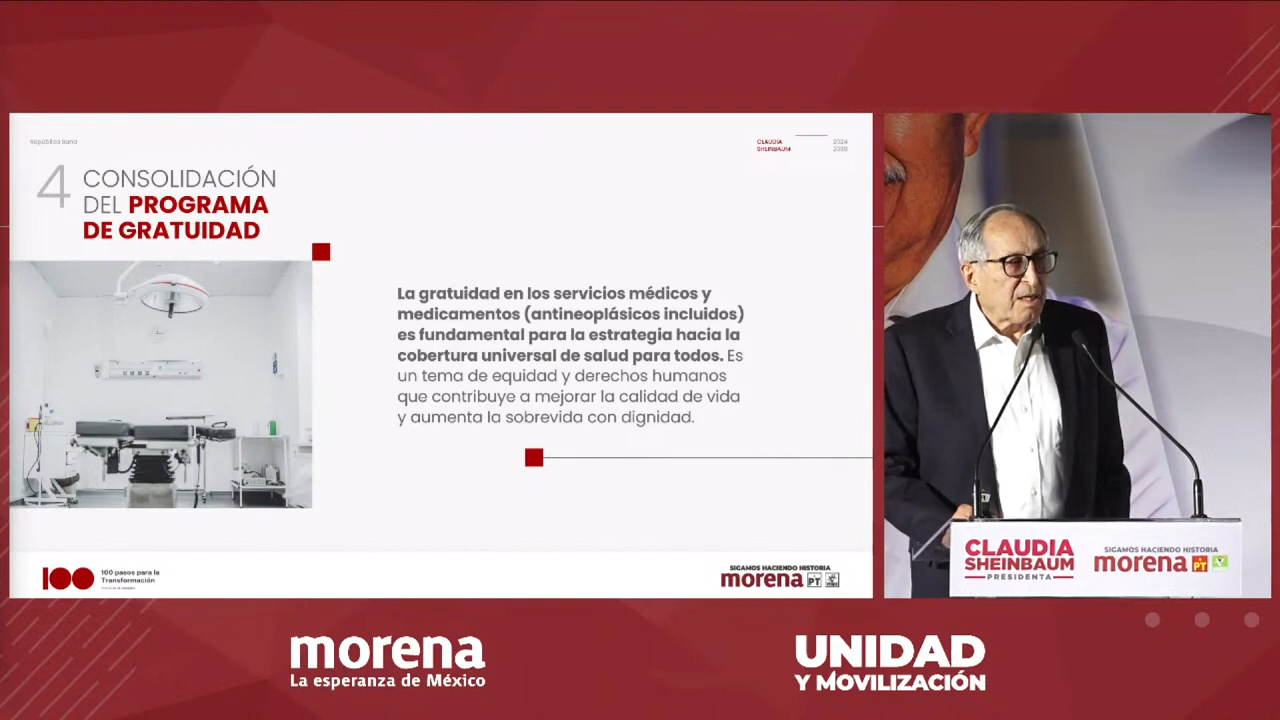 República Sana
CLAUDIA
SHEINBAUM
2024
2030
4
CONSOLIDACIÓN
DEL PROGRAMA
DE GRATUIDAD
La gratuidad en los servicios médicos y
medicamentos (antineoplásicos incluidos)
es fundamental para la estrategia hacia la
cobertura universal de salud para todos. Es
un tema de equidad y derechos humanos
que contribuye a mejorar la calidad de vida
y aumenta la sobrevida con dignidad.
100
100 pasos para la
Transformación
SIGAMOS HACIENDO HISTORIA
morena PT
CLAUDIA
SHEINBAUM
PRESIDENTA
SIGAMOS HACIENDO HISTORIA
morena PT
morena
La esperanza de México
UNIDAD
Y MOVILIZACIÓN